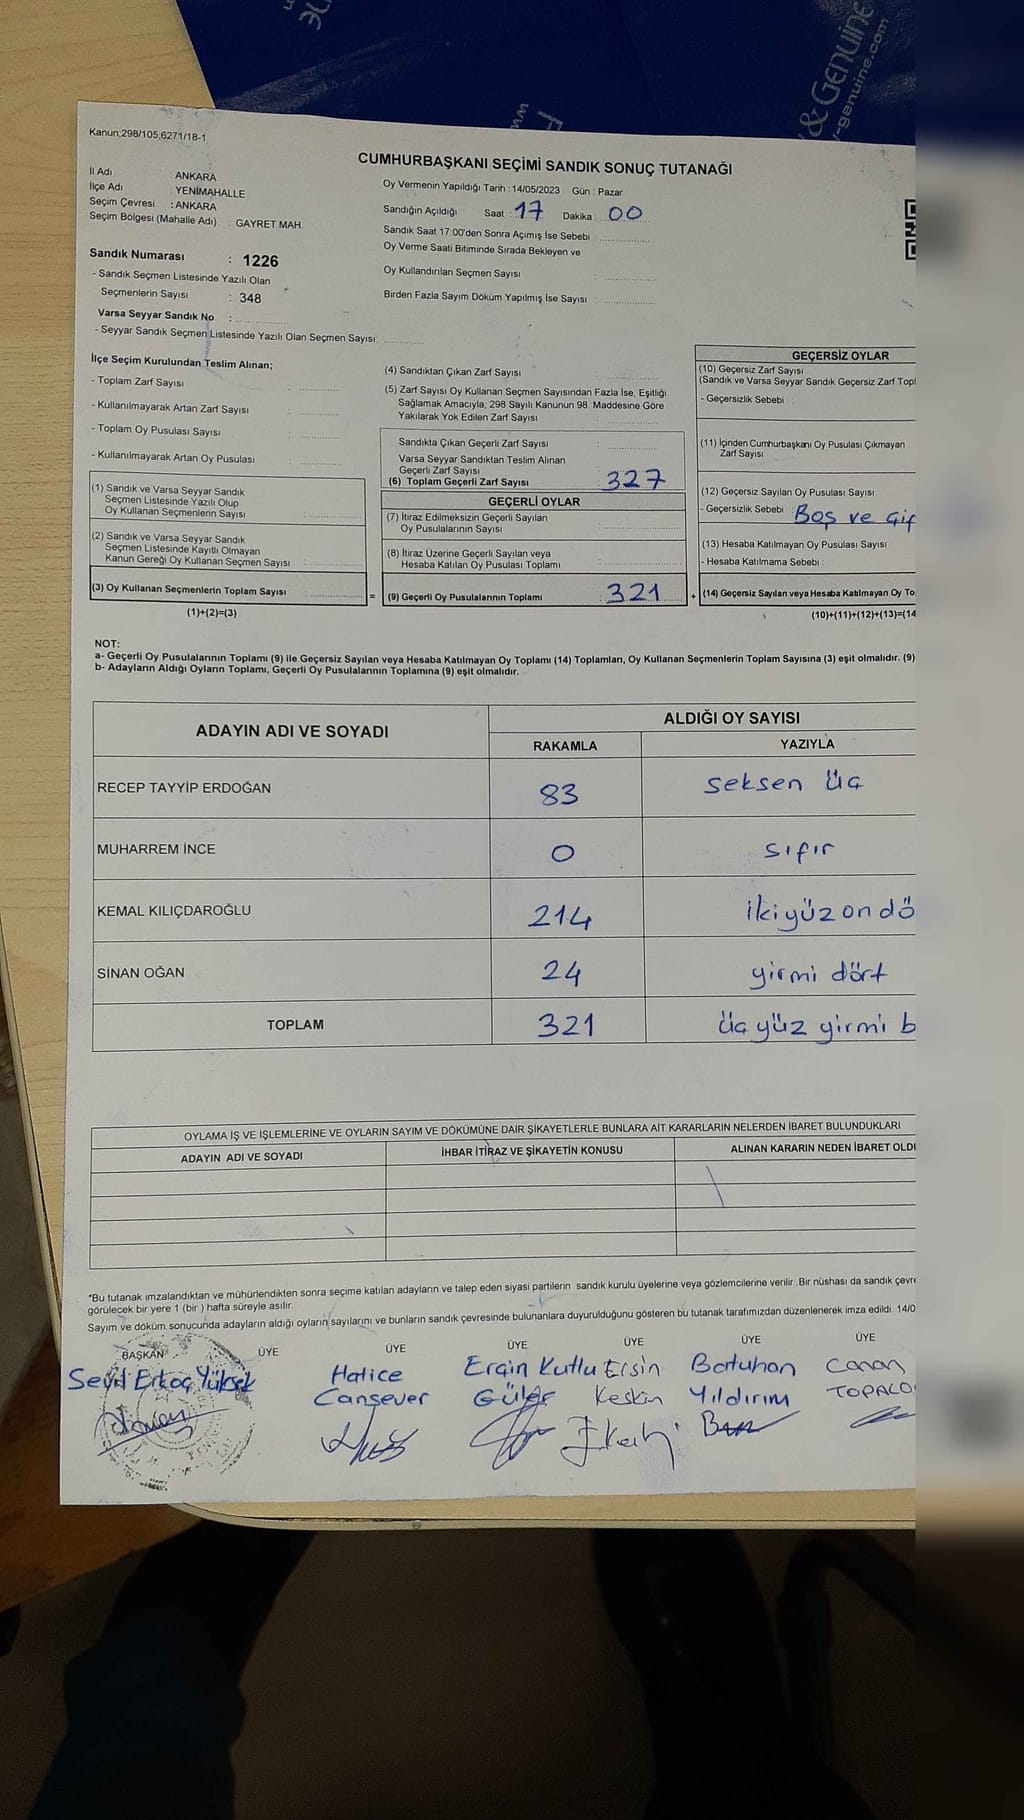 & GENUINE
-genuine.com
Kanun;298/105,6271/18-1
CUMHURBAŞKANI SEÇİMİ SANDIK SONUÇ TUTANAĞI
İl Adı : ANKARA
İlçe Adı : YENİMAHALLE
Seçim Çevresi : ANKARA
Seçim Bölgesi (Mahalle Adı) : GAYRET MAH.
Oy Vermenin Yapıldığı Tarih : 14/05/2023 Gün : Pazar
Sandığın Açıldığı Saat : 17 Dakika : 00
Sandık Saat 17:00'den Sonra Açımış İse Sebebi :
Oy Verme Saati Bitiminde Sırada Bekleyen ve
Oy Kullandırılan Seçmen Sayısı :
Birden Fazla Sayım Döküm Yapılmış İse Sayısı :
Sandık Numarası : 1226
- Sandık Seçmen Listesinde Yazılı Olan
Seçmenlerin Sayısı : 348
Varsa Seyyar Sandık No :
- Seyyar Sandık Seçmen Listesinde Yazılı Olan Seçmen Sayısı:
İlçe Seçim Kurulundan Teslim Alınan;
- Toplam Zarf Sayısı :
- Kullanılmayarak Artan Zarf Sayısı :
- Toplam Oy Pusulası Sayısı :
- Kullanılmayarak Artan Oy Pusulası :
(1) Sandık ve Varsa Seyyar Sandık
Seçmen Listesinde Yazılı Olup
Oy Kullanan Seçmenlerin Sayısı :
(2) Sandık ve Varsa Seyyar Sandık
Seçmen Listesinde Kayıtlı Olmayan
Kanun Gereği Oy Kullanan Seçmen Sayısı :
(3) Oy Kullanan Seçmenlerin Toplam Sayısı : =
(1)+(2)=(3)
(4) Sandıktan Çıkan Zarf Sayısı :
(5) Zarf Sayısı Oy Kullanan Seçmen Sayısından Fazla İse, Eşitliği
Sağlamak Amacıyla, 298 Sayılı Kanunun 98. Maddesine Göre
Yakılarak Yok Edilen Zarf Sayısı :
Sandıkta Çıkan Geçerli Zarf Sayısı :
Varsa Seyyar Sandıktan Teslim Alınan
Geçerli Zarf Sayısı :
(6) Toplam Geçerli Zarf Sayısı : 327
GEÇERLİ OYLAR
(7) İtiraz Edilmeksizin Geçerli Sayılan
Oy Pusulalarının Sayısı :
(8) İtiraz Üzerine Geçerli Sayılan veya
Hesaba Katılan Oy Pusulası Toplamı :
(9) Geçerli Oy Pusulalarının Toplamı : 321 +
GEÇERSİZ OYLAR
(10) Geçersiz Zarf Sayısı
(Sandık ve Varsa Seyyar Sandık Geçersiz Zarf Topl
- Geçersizlik Sebebi :
(11) İçinden Cumhurbaşkanı Oy Pusulası Çıkmayan
Zarf Sayısı
(12) Geçersiz Sayılan Oy Pusulası Sayısı
- Geçersizlik Sebebi Boş ve Çif
(13) Hesaba Katılmayan Oy Pusulası Sayısı
- Hesaba Katılmama Sebebi :
(14) Geçersiz Sayılan veya Hesaba Katılmayan Oy To
(10)+(11)+(12)+(13)=(14
NOT:
a- Geçerli Oy Pusulalarının Toplamı (9) ile Geçersiz Sayılan veya Hesaba Katılmayan Oy Toplamı (14) Toplamları, Oy Kullanan Seçmenlerin Toplam Sayısına (3) eşit olmalıdır. (9)
b- Adayların Aldığı Oyların Toplamı, Geçerli Oy Pusulalarının Toplamına (9) eşit olmalıdır.
ADAYIN ADI VE SOYADI ALDIĞI OY SAYISI
RAKAMLA YAZIYLA
RECEP TAYYİP ERDOĞAN 83 seksen üç
MUHARREM İNCE 0 sıfır
KEMAL KILIÇDAROĞLU 214 ikiyüz on dö
SİNAN OĞAN 24 yirmi dört
TOPLAM 321 üçyüz yirmi b
OYLAMA İŞ VE İŞLEMLERİNE VE OYLARIN SAYIM VE DÖKÜMÜNE DAİR ŞİKAYETLERLE BUNLARA AİT KARARLARIN NELERDEN İBARET BULUNDUKLARI
ADAYIN ADI VE SOYADI İHBAR İTİRAZ VE ŞİKAYETİN KONUSU ALINAN KARARIN NEDEN İBARET OLDU
*Bu tutanak imzalandıktan ve mühürlendikten sonra seçime katılan adayların ve talep eden siyasi partilerin sandık kurulu üyelerine veya gözlemcilerine verilir. Bir nüshası da sandık çevre
görülecek bir yere 1 (bir ) hafta süreyle asılır.
Sayım ve döküm sonucunda adayların aldığı oyların sayılarını ve bunların sandık çevresinde bulunanlara duyurulduğunu gösteren bu tutanak tarafımızdan düzenlenerek imza edildi. 14/0
BAŞKAN ÜYE ÜYE ÜYE ÜYE ÜYE ÜYE
Seyit Erkoç Yüksek Hatice Ergin Kutlu Ersin Batuhan Canan
Cansever Güler Keskin Yıldırım TOPALO